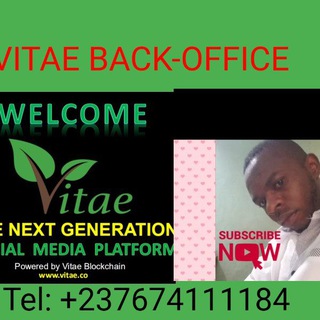 VITAE BACK-OFFICE
WELCOME
Vitae
E NEXT GENERATION
IAL MEDIA PLATFORM
Powered by Vitae Blockchain
www.vitae.co
SUBSCRIBE
NOW
Tel: +237674111184